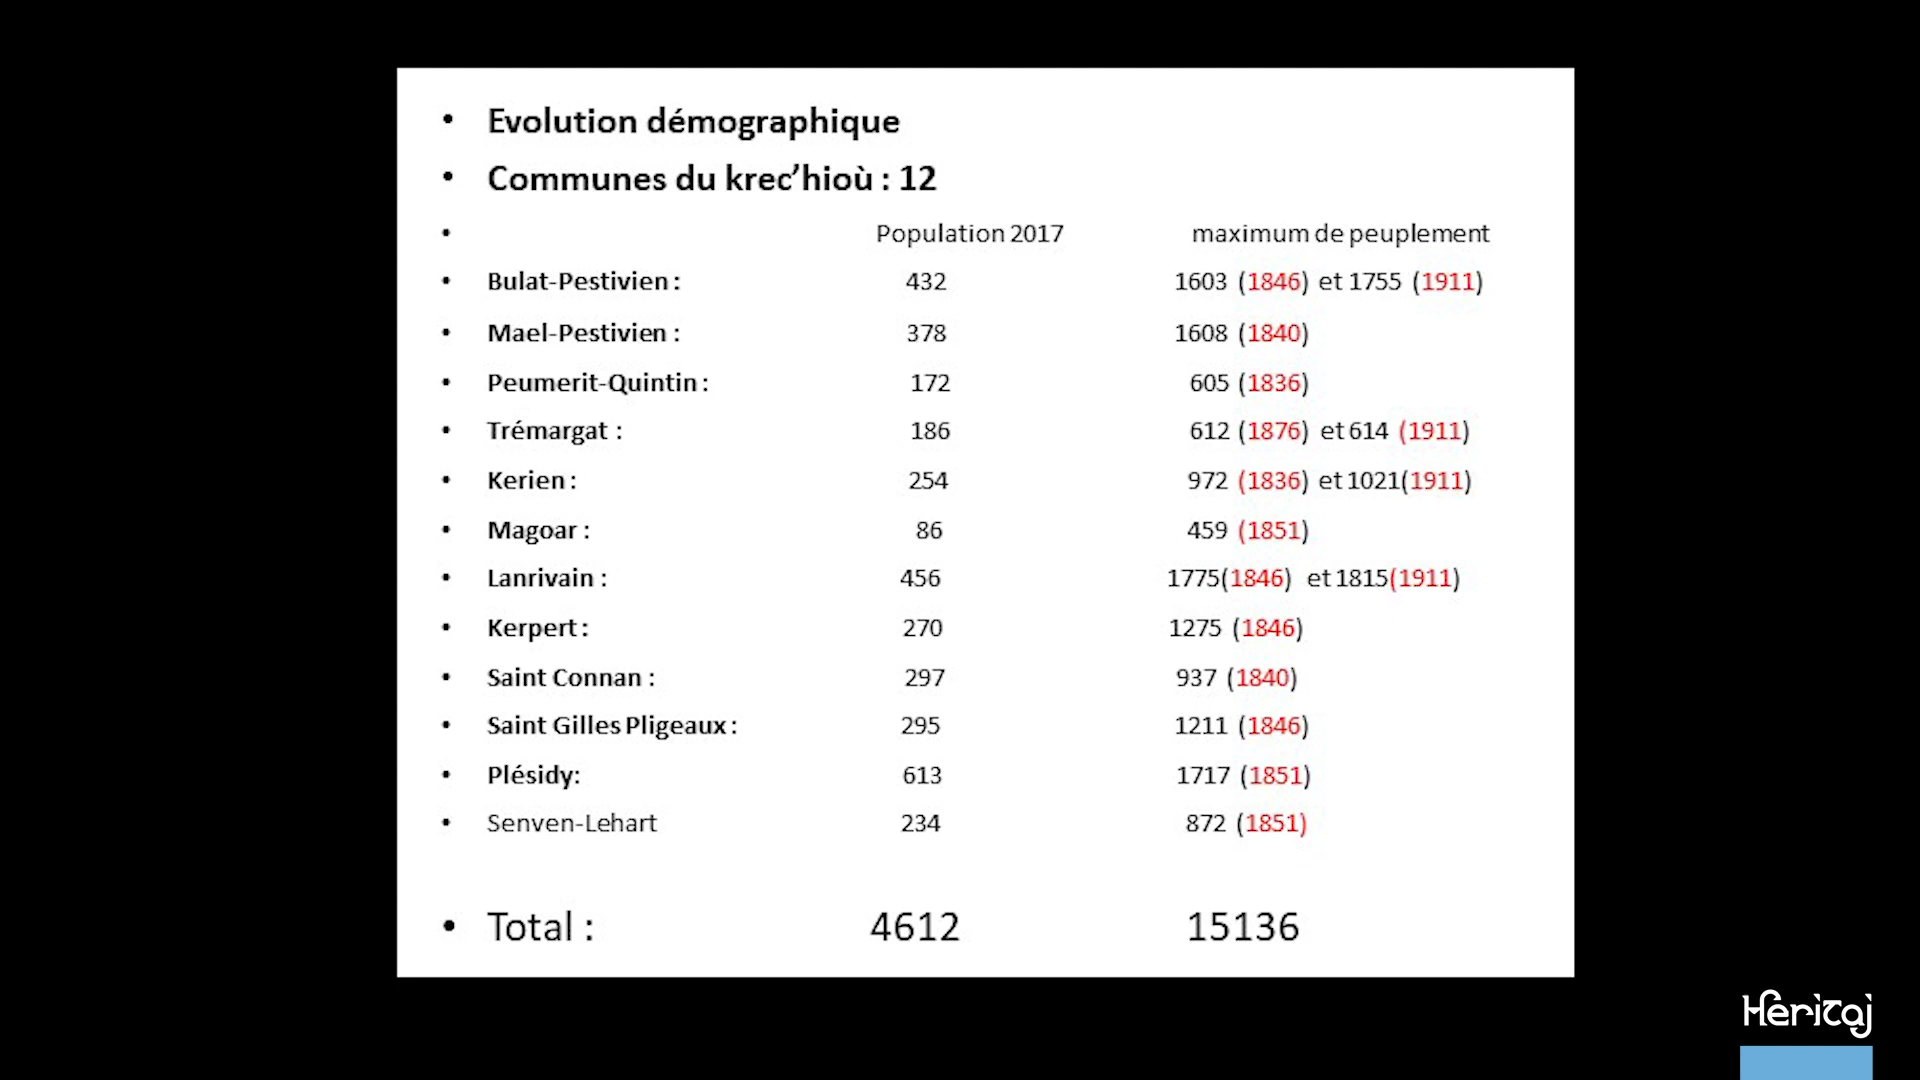 • Evolution démographique
• Communes du krec'hioù : 12
• Population 2017 maximum de peuplement
• Bulat-Pestivien : 432 1603 (1846) et 1755 (1911)
• Mael-Pestivien : 378 1608 (1840)
• Peumerit-Quintin : 172 605 (1836)
• Trémargat : 186 612 (1876) et 614 (1911)
• Kerien : 254 972 (1836) et 1021(1911)
• Magoar : 86 459 (1851)
• Lanrivain : 456 1775(1846) et 1815(1911)
• Kerpert : 270 1275 (1846)
• Saint Connan : 297 937 (1840)
• Saint Gilles Pligeaux : 295 1211 (1846)
• Plésidy: 613 1717 (1851)
• Senven-Lehart 234 872 (1851)
• Total : 4612 15136
Heritaj